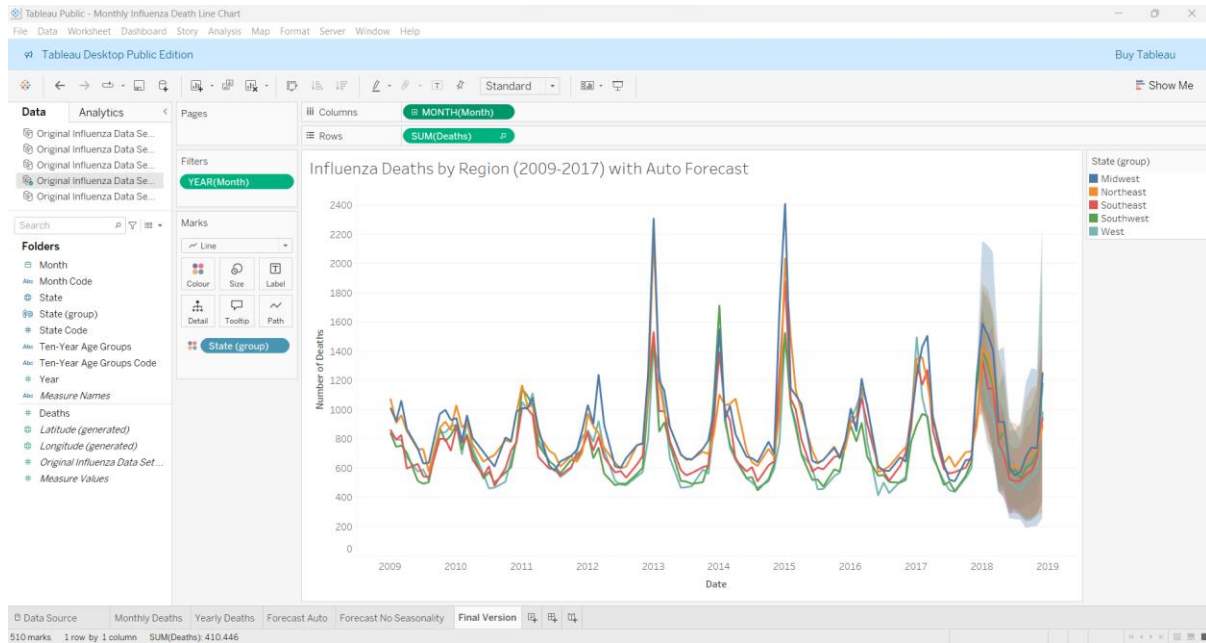 Tableau Public - Monthly Influenza Death Line Chart
File Data Worksheet Dashboard Story Analysis Map Format Server Window Help
Tableau Desktop Public Edition
Buy Tableau
Standard
Show Me
Data Analytics
Original Influenza Data Se...
Original Influenza Data Se...
Original Influenza Data Se...
Original Influenza Data Se...
Original Influenza Data Se...
Search
Folders
Month
Abc Month Code
State
State (group)
# State Code
Abc Ten-Year Age Groups
Abc Ten-Year Age Groups Code
# Year
Abc Measure Names
# Deaths
Latitude (generated)
Longitude (generated)
# Original Influenza Data Set ...
# Measure Values
Pages
Filters
YEAR(Month)
Marks
Line
Colour Size Label
Detail Tooltip Path
State (group)
Columns MONTH(Month)
Rows SUM(Deaths)
Influenza Deaths by Region (2009-2017) with Auto Forecast
Number of Deaths
2400
2200
2000
1800
1600
1400
1200
1000
800
600
400
200
0
2009 2010 2011 2012 2013 2014 2015 2016 2017 2018 2019
Date
State (group)
Midwest
Northeast
Southeast
Southwest
West
Data Source Monthly Deaths Yearly Deaths Forecast Auto Forecast No Seasonality Final Version
510 marks 1 row by 1 column SUM(Deaths): 410.446